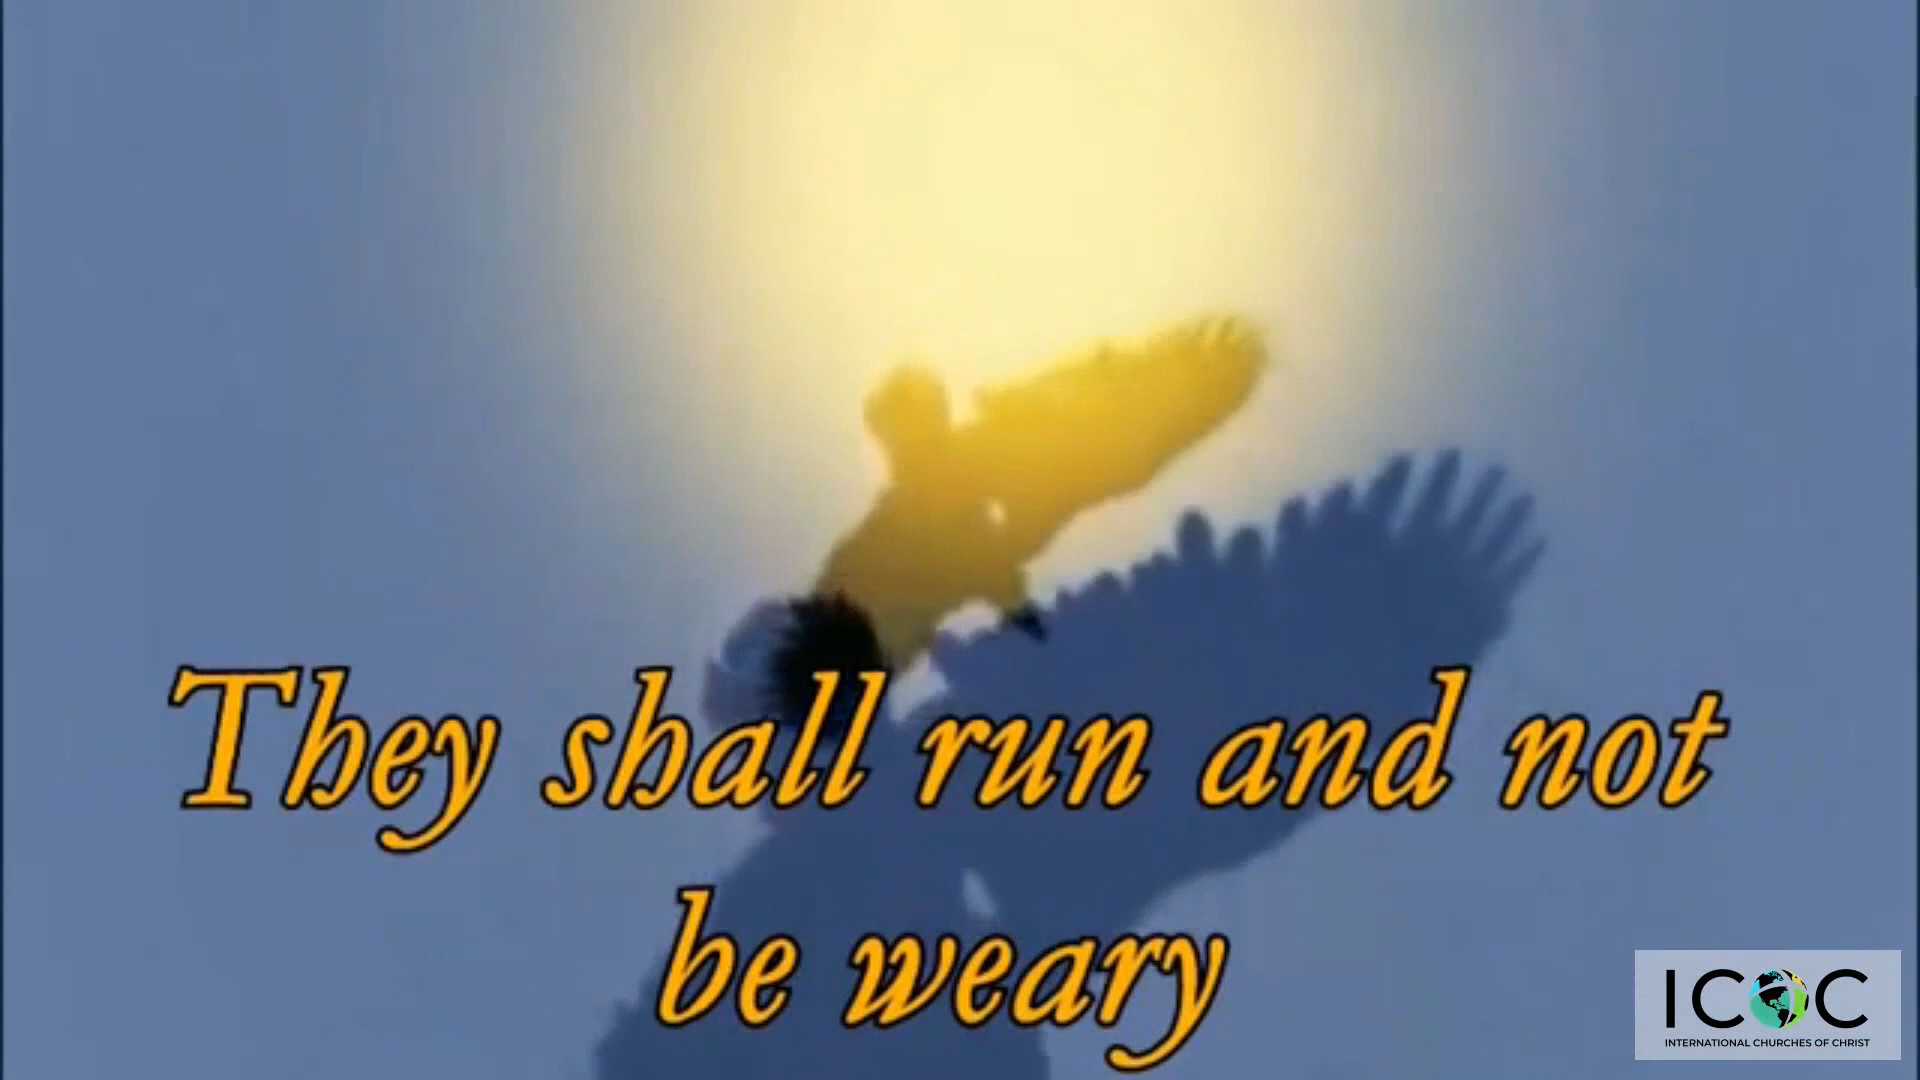 They shall run and not
be weary
ICOC
INTERNATIONAL CHURCHES OF CHRIST